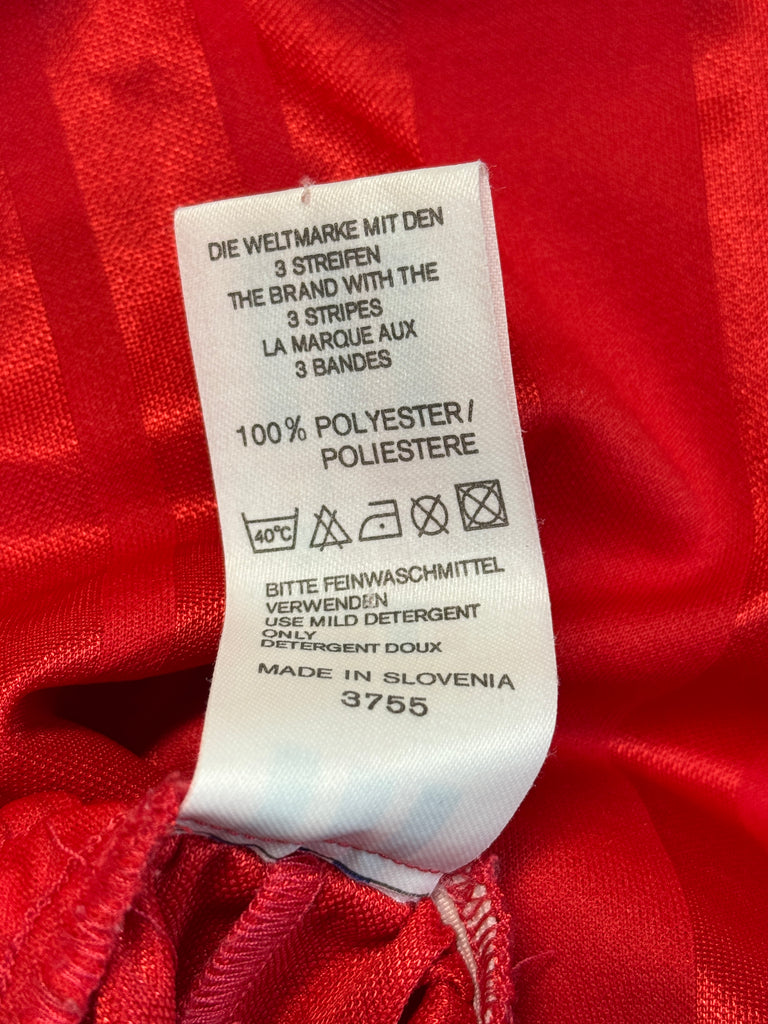 DIE WELTMARKE MIT DEN
3 STREIFEN
THE BRAND WITH THE
3 STRIPES
LA MARQUE AUX
3 BANDES
100% POLYESTER/
POLIESTERE
40°C
BITTE FEINWASCHMITTEL
VERWENDEN
USE MILD DETERGENT
ONLY
DETERGENT DOUX
MADE IN SLOVENIA
3755